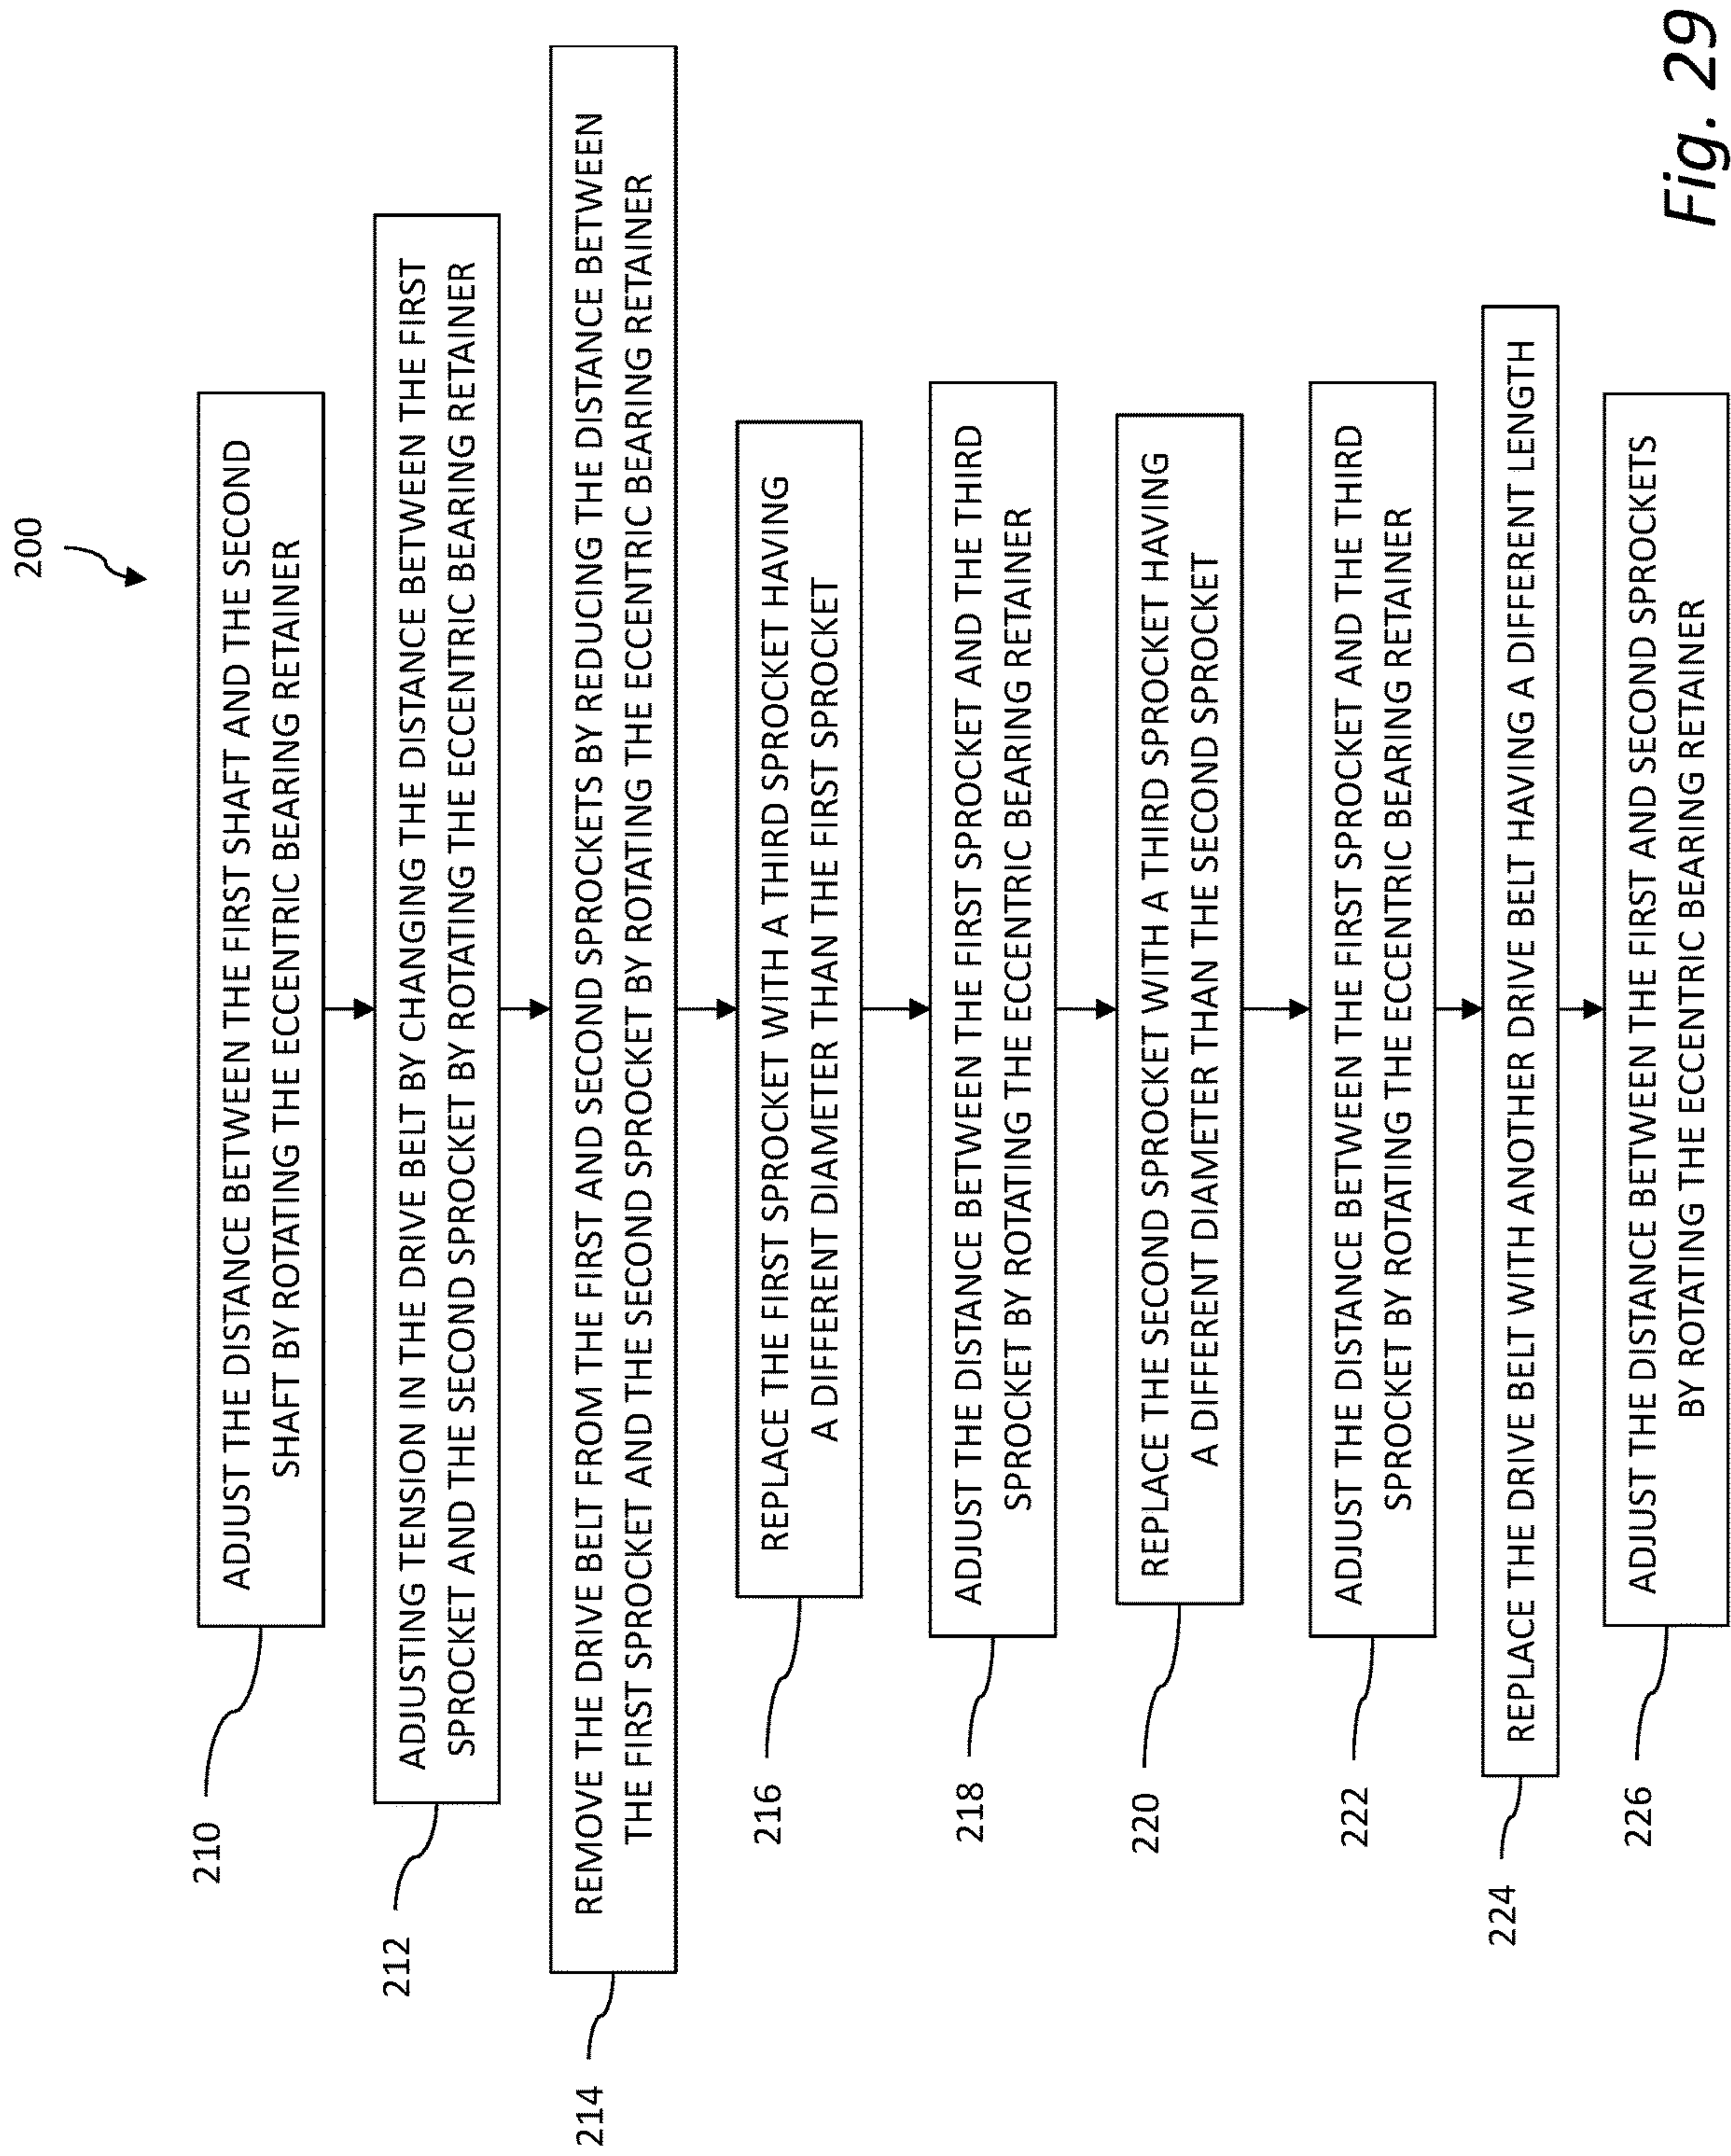 200
210
ADJUST THE DISTANCE BETWEEN THE FIRST SHAFT AND THE SECOND
SHAFT BY ROTATING THE ECCENTRIC BEARING RETAINER
212
ADJUSTING TENSION IN THE DRIVE BELT BY CHANGING THE DISTANCE BETWEEN THE FIRST
SPROCKET AND THE SECOND SPROCKET BY ROTATING THE ECCENTRIC BEARING RETAINER
214
REMOVE THE DRIVE BELT FROM THE FIRST AND SECOND SPROCKETS BY REDUCING THE DISTANCE BETWEEN
THE FIRST SPROCKET AND THE SECOND SPROCKET BY ROTATING THE ECCENTRIC BEARING RETAINER
216
REPLACE THE FIRST SPROCKET WITH A THIRD SPROCKET HAVING
A DIFFERENT DIAMETER THAN THE FIRST SPROCKET
218
ADJUST THE DISTANCE BETWEEN THE FIRST SPROCKET AND THE THIRD
SPROCKET BY ROTATING THE ECCENTRIC BEARING RETAINER
220
REPLACE THE SECOND SPROCKET WITH A THIRD SPROCKET HAVING
A DIFFERENT DIAMETER THAN THE SECOND SPROCKET
222
ADJUST THE DISTANCE BETWEEN THE FIRST SPROCKET AND THE THIRD
SPROCKET BY ROTATING THE ECCENTRIC BEARING RETAINER
224
REPLACE THE DRIVE BELT WITH ANOTHER DRIVE BELT HAVING A DIFFERENT LENGTH
226
ADJUST THE DISTANCE BETWEEN THE FIRST AND SECOND SPROCKETS
BY ROTATING THE ECCENTRIC BEARING RETAINER
Fig. 29